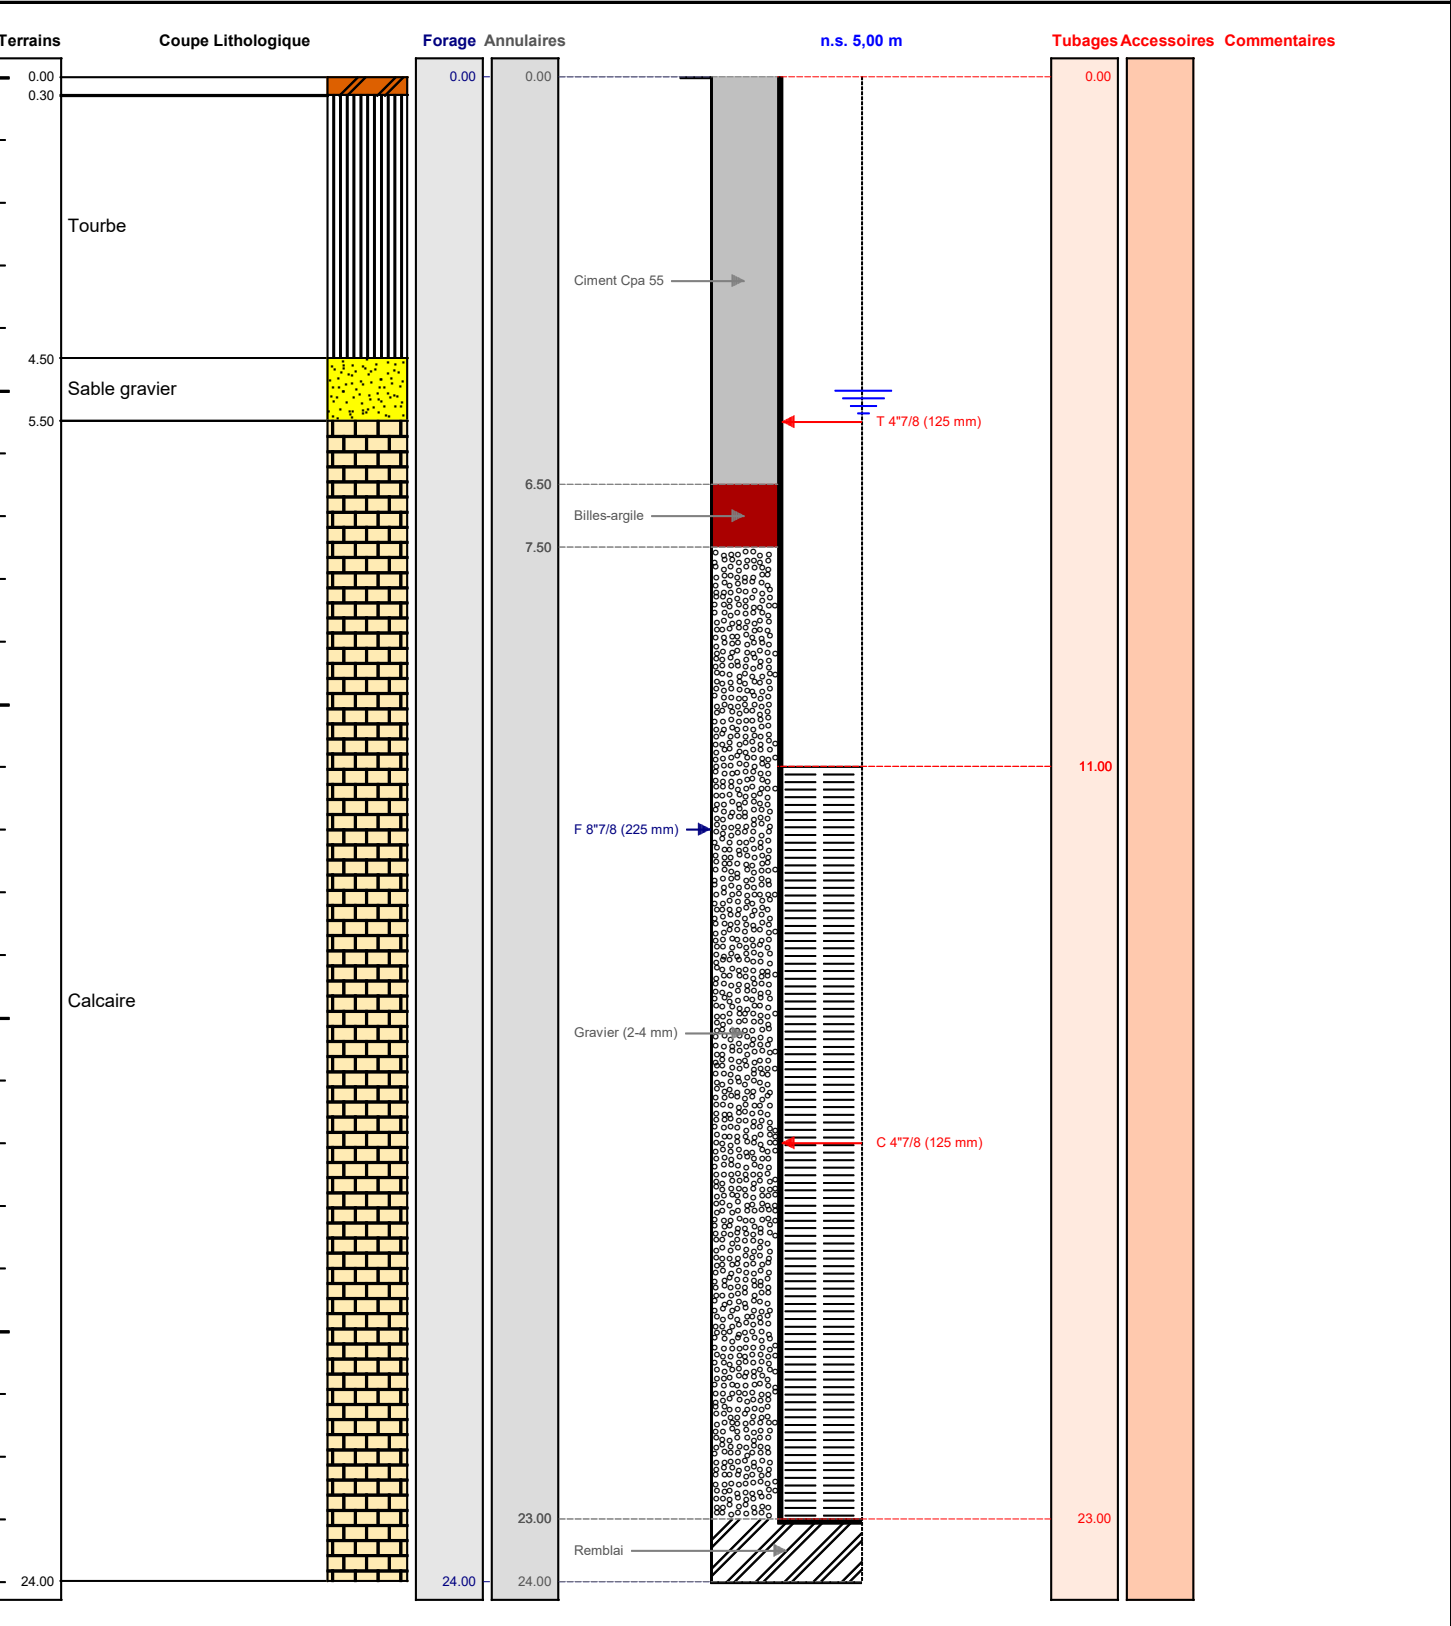 Terrains Coupe Lithologique Forage Annulaires n.s. 5,00 m Tubages Accessoires Commentaires
0.00 0.00 0.00 0.00
0.30
Tourbe
Ciment Cpa 55
4.50
Sable gravier
5.50 T 4"7/8 (125 mm)
6.50
Billes-argile
7.50
11.00
F 8"7/8 (225 mm)
Calcaire
Gravier (2-4 mm)
C 4"7/8 (125 mm)
23.00 23.00
Remblai
24.00 24.00 24.00